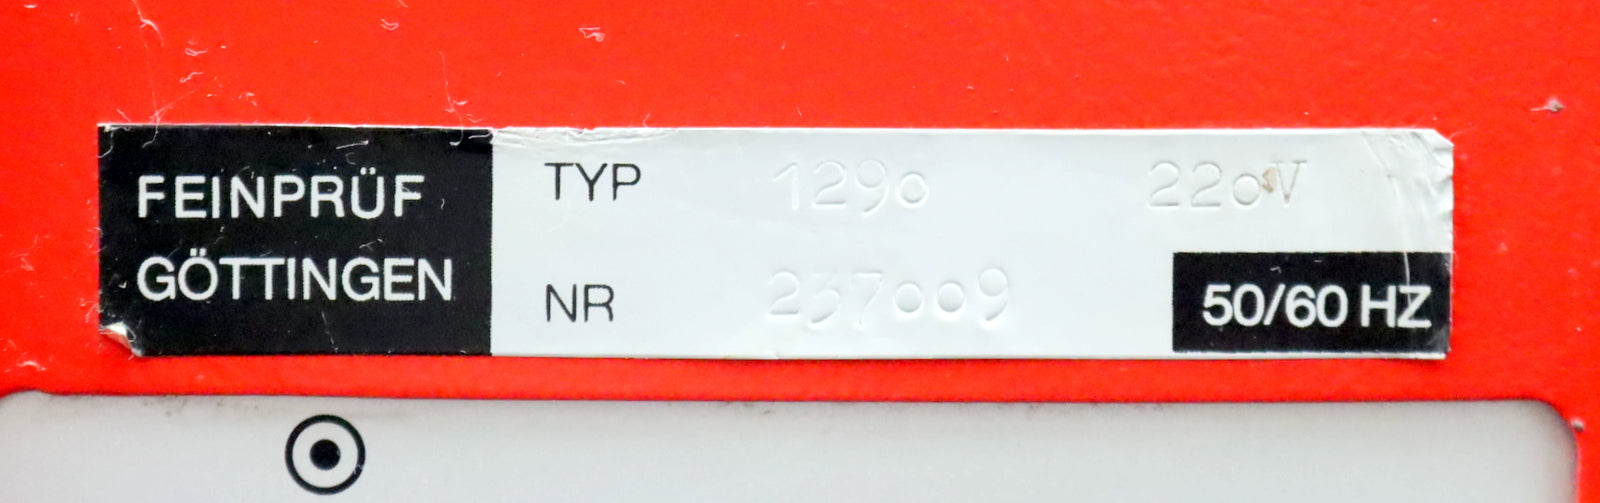 FEINPRÜF
GÖTTINGEN
TYP 1290 220V
NR 237009
50/60 HZ